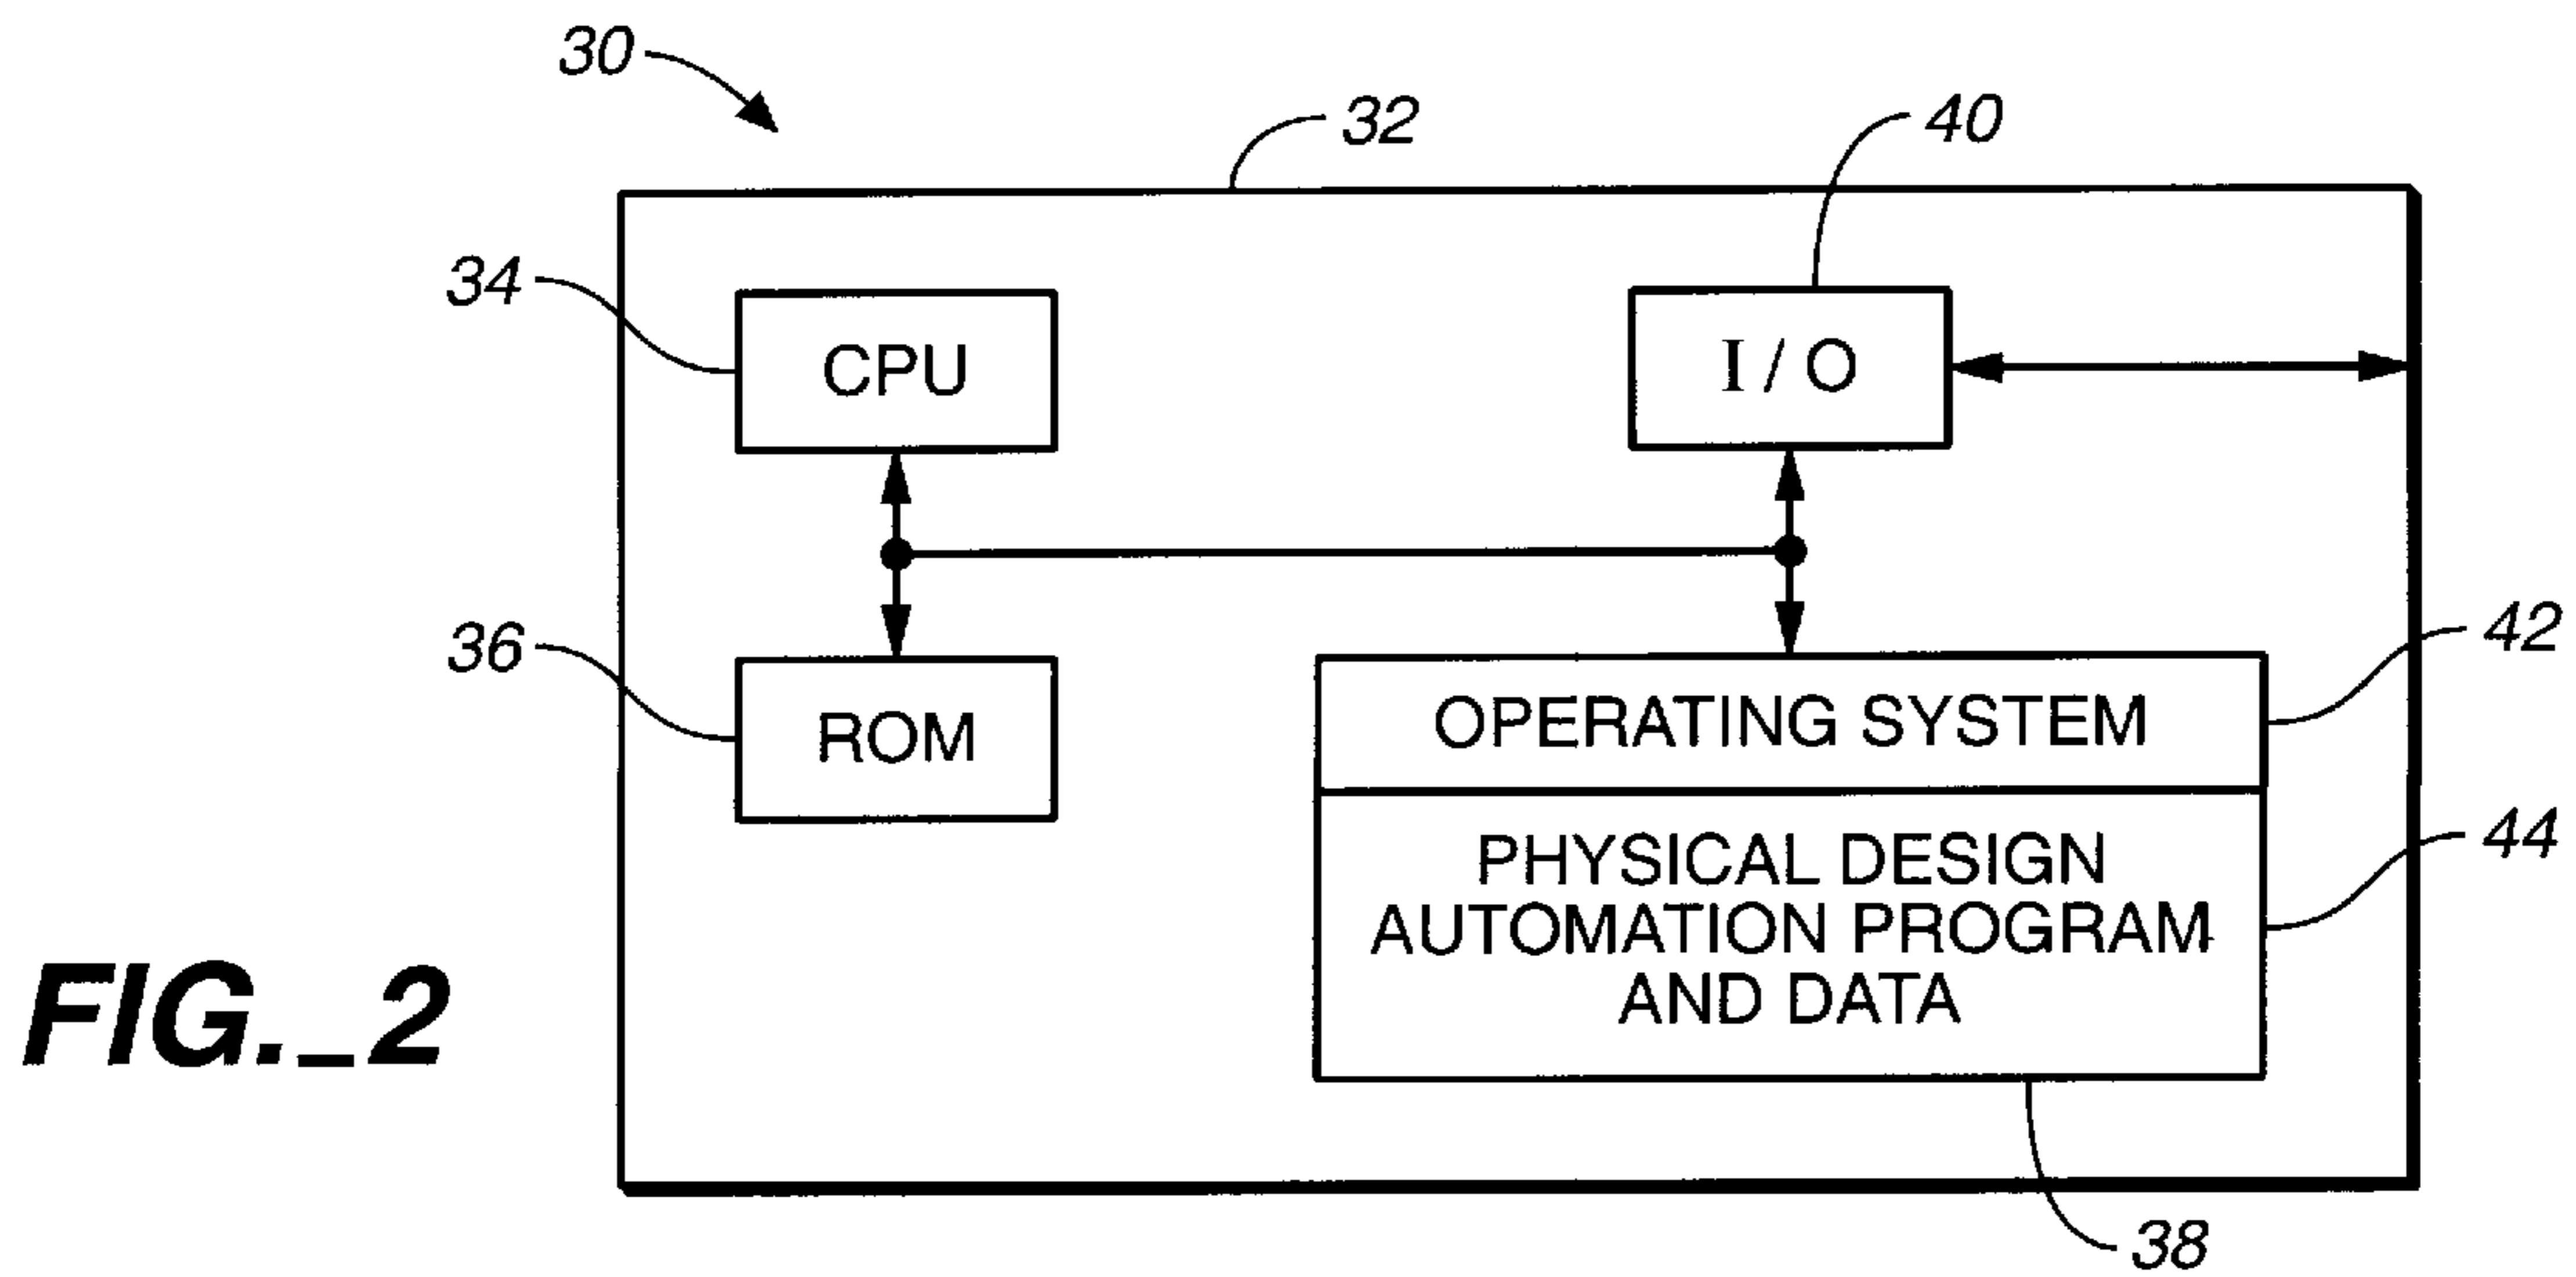 30
32
40
34
CPU
I / O
36
ROM
42
OPERATING SYSTEM
44
PHYSICAL DESIGN
AUTOMATION PROGRAM
AND DATA
FIG._2
38